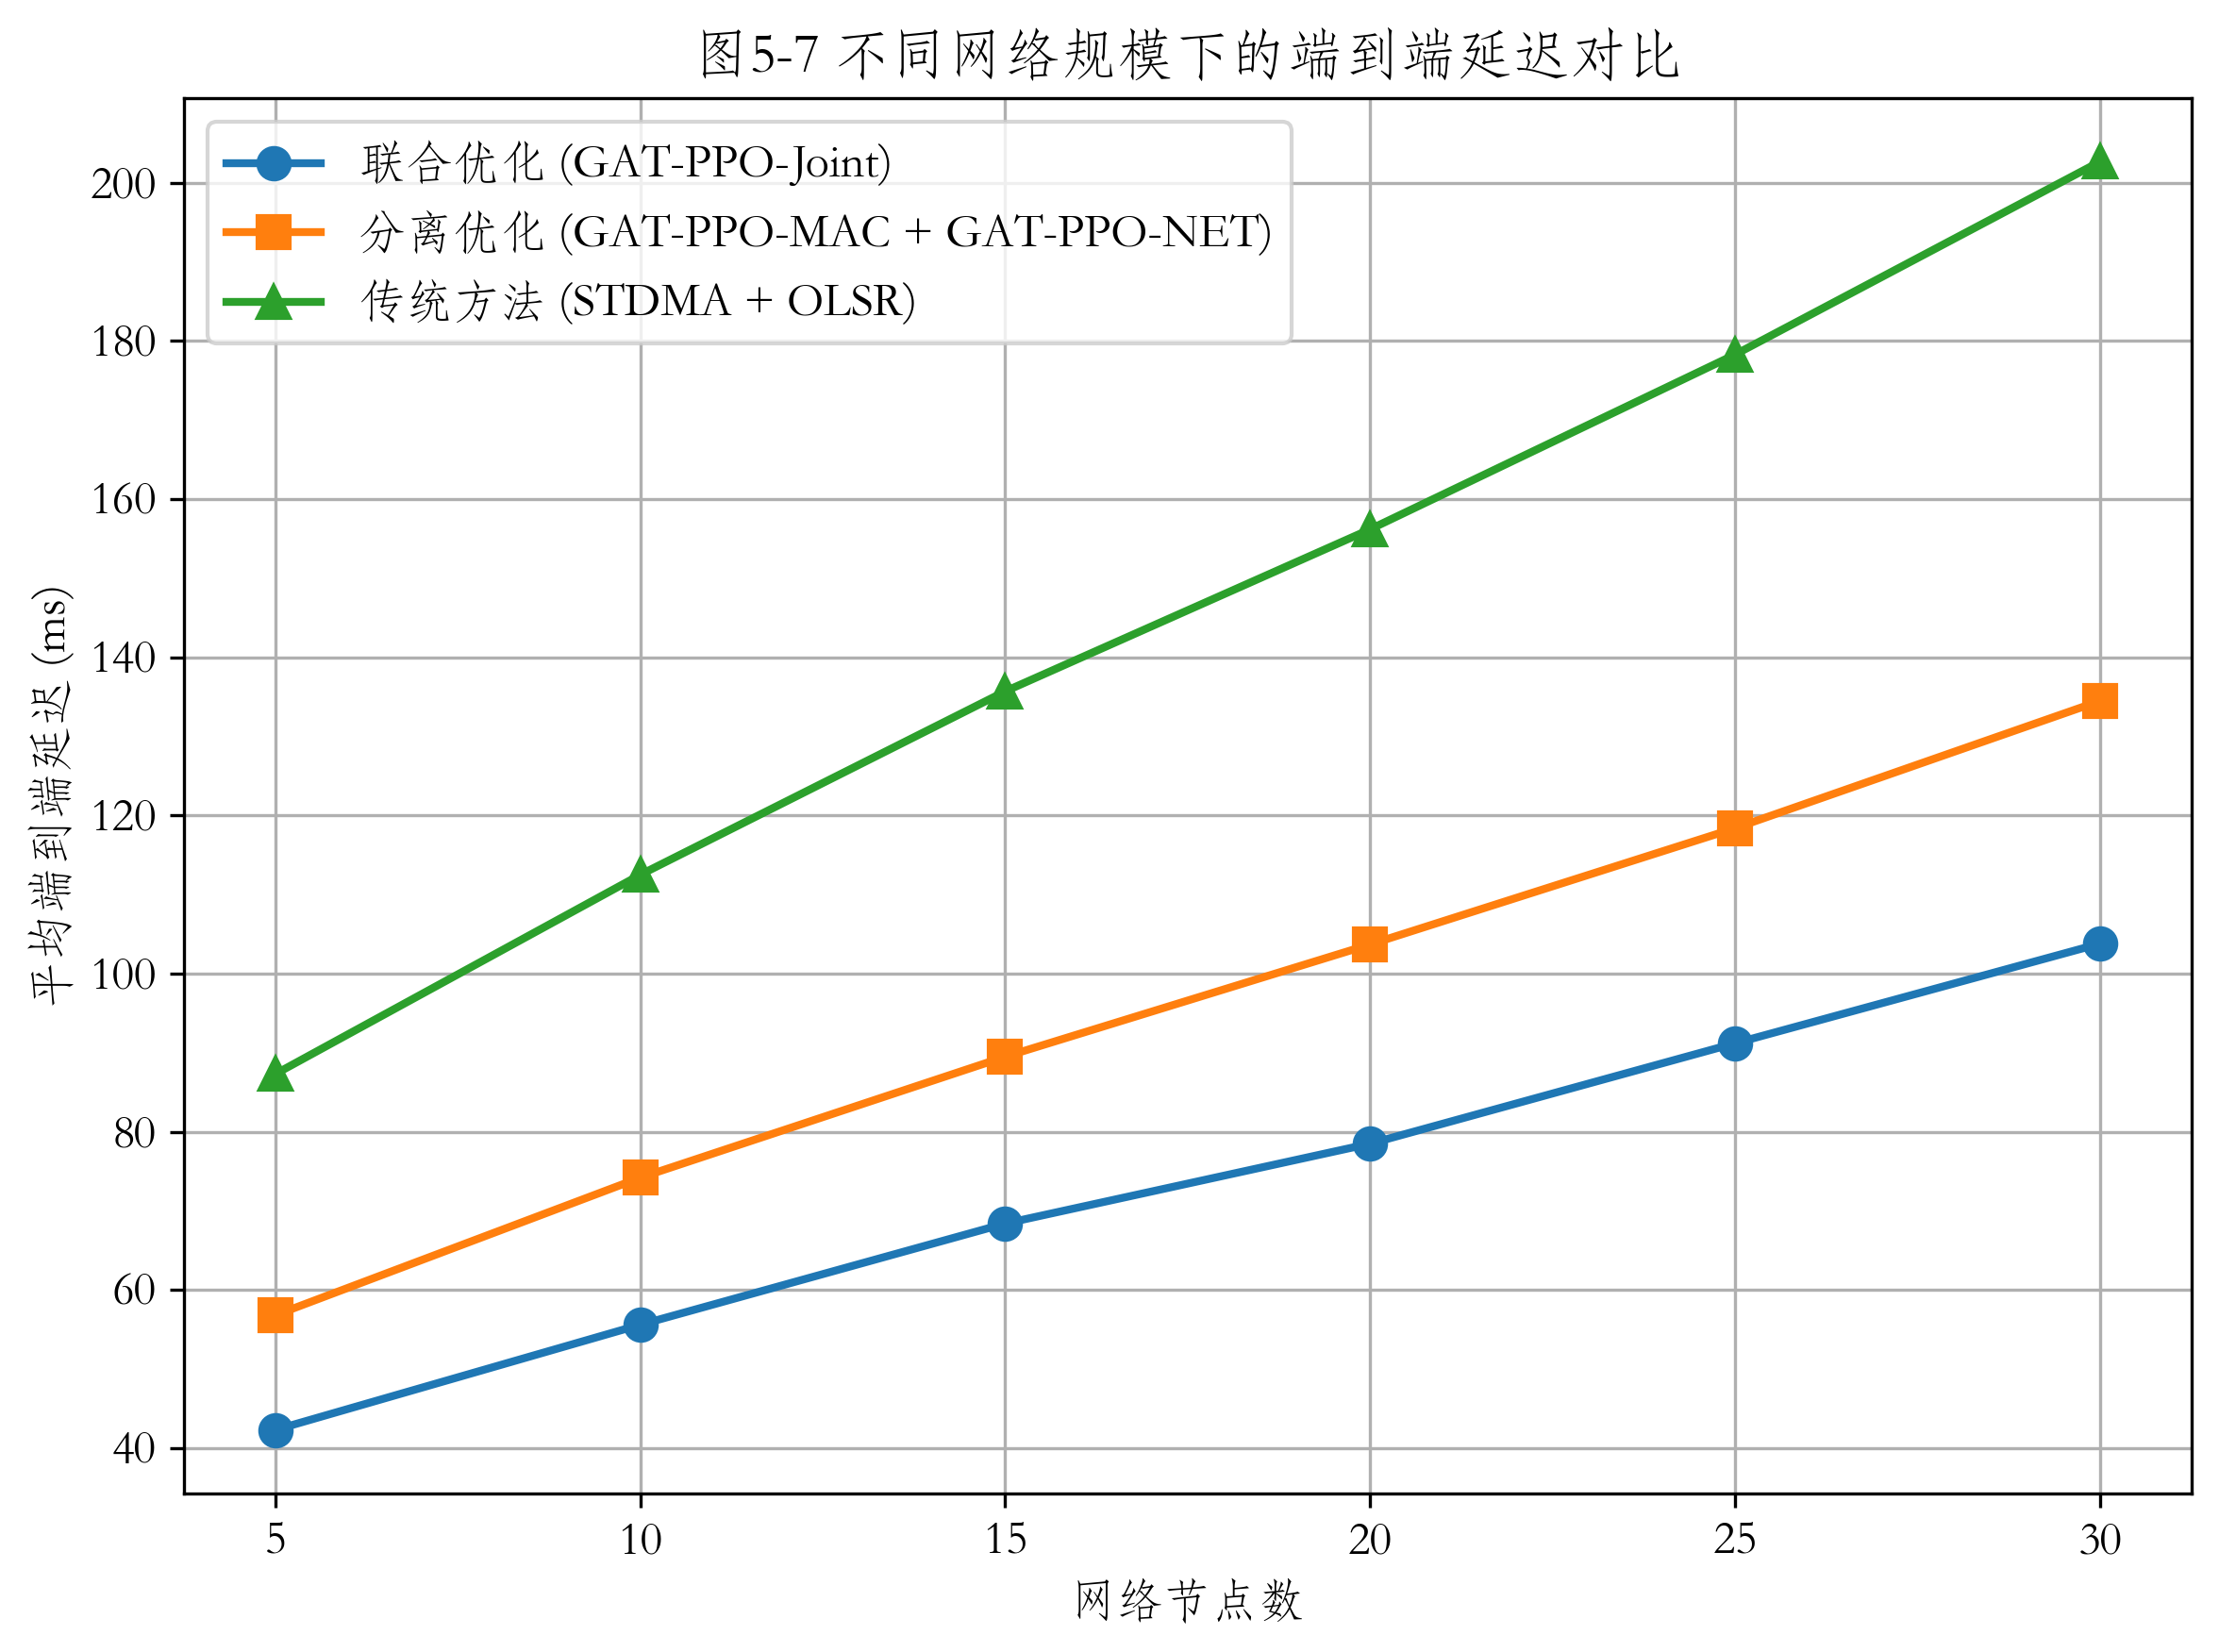 图5-7 不同网络规模下的端到端延迟对比
联合优化 (GAT-PPO-Joint)
分离优化 (GAT-PPO-MAC + GAT-PPO-NET)
传统方法 (STDMA + OLSR)
平均端到端延迟 (ms)
200
180
160
140
120
100
80
60
40
5 10 15 20 25 30
网络节点数